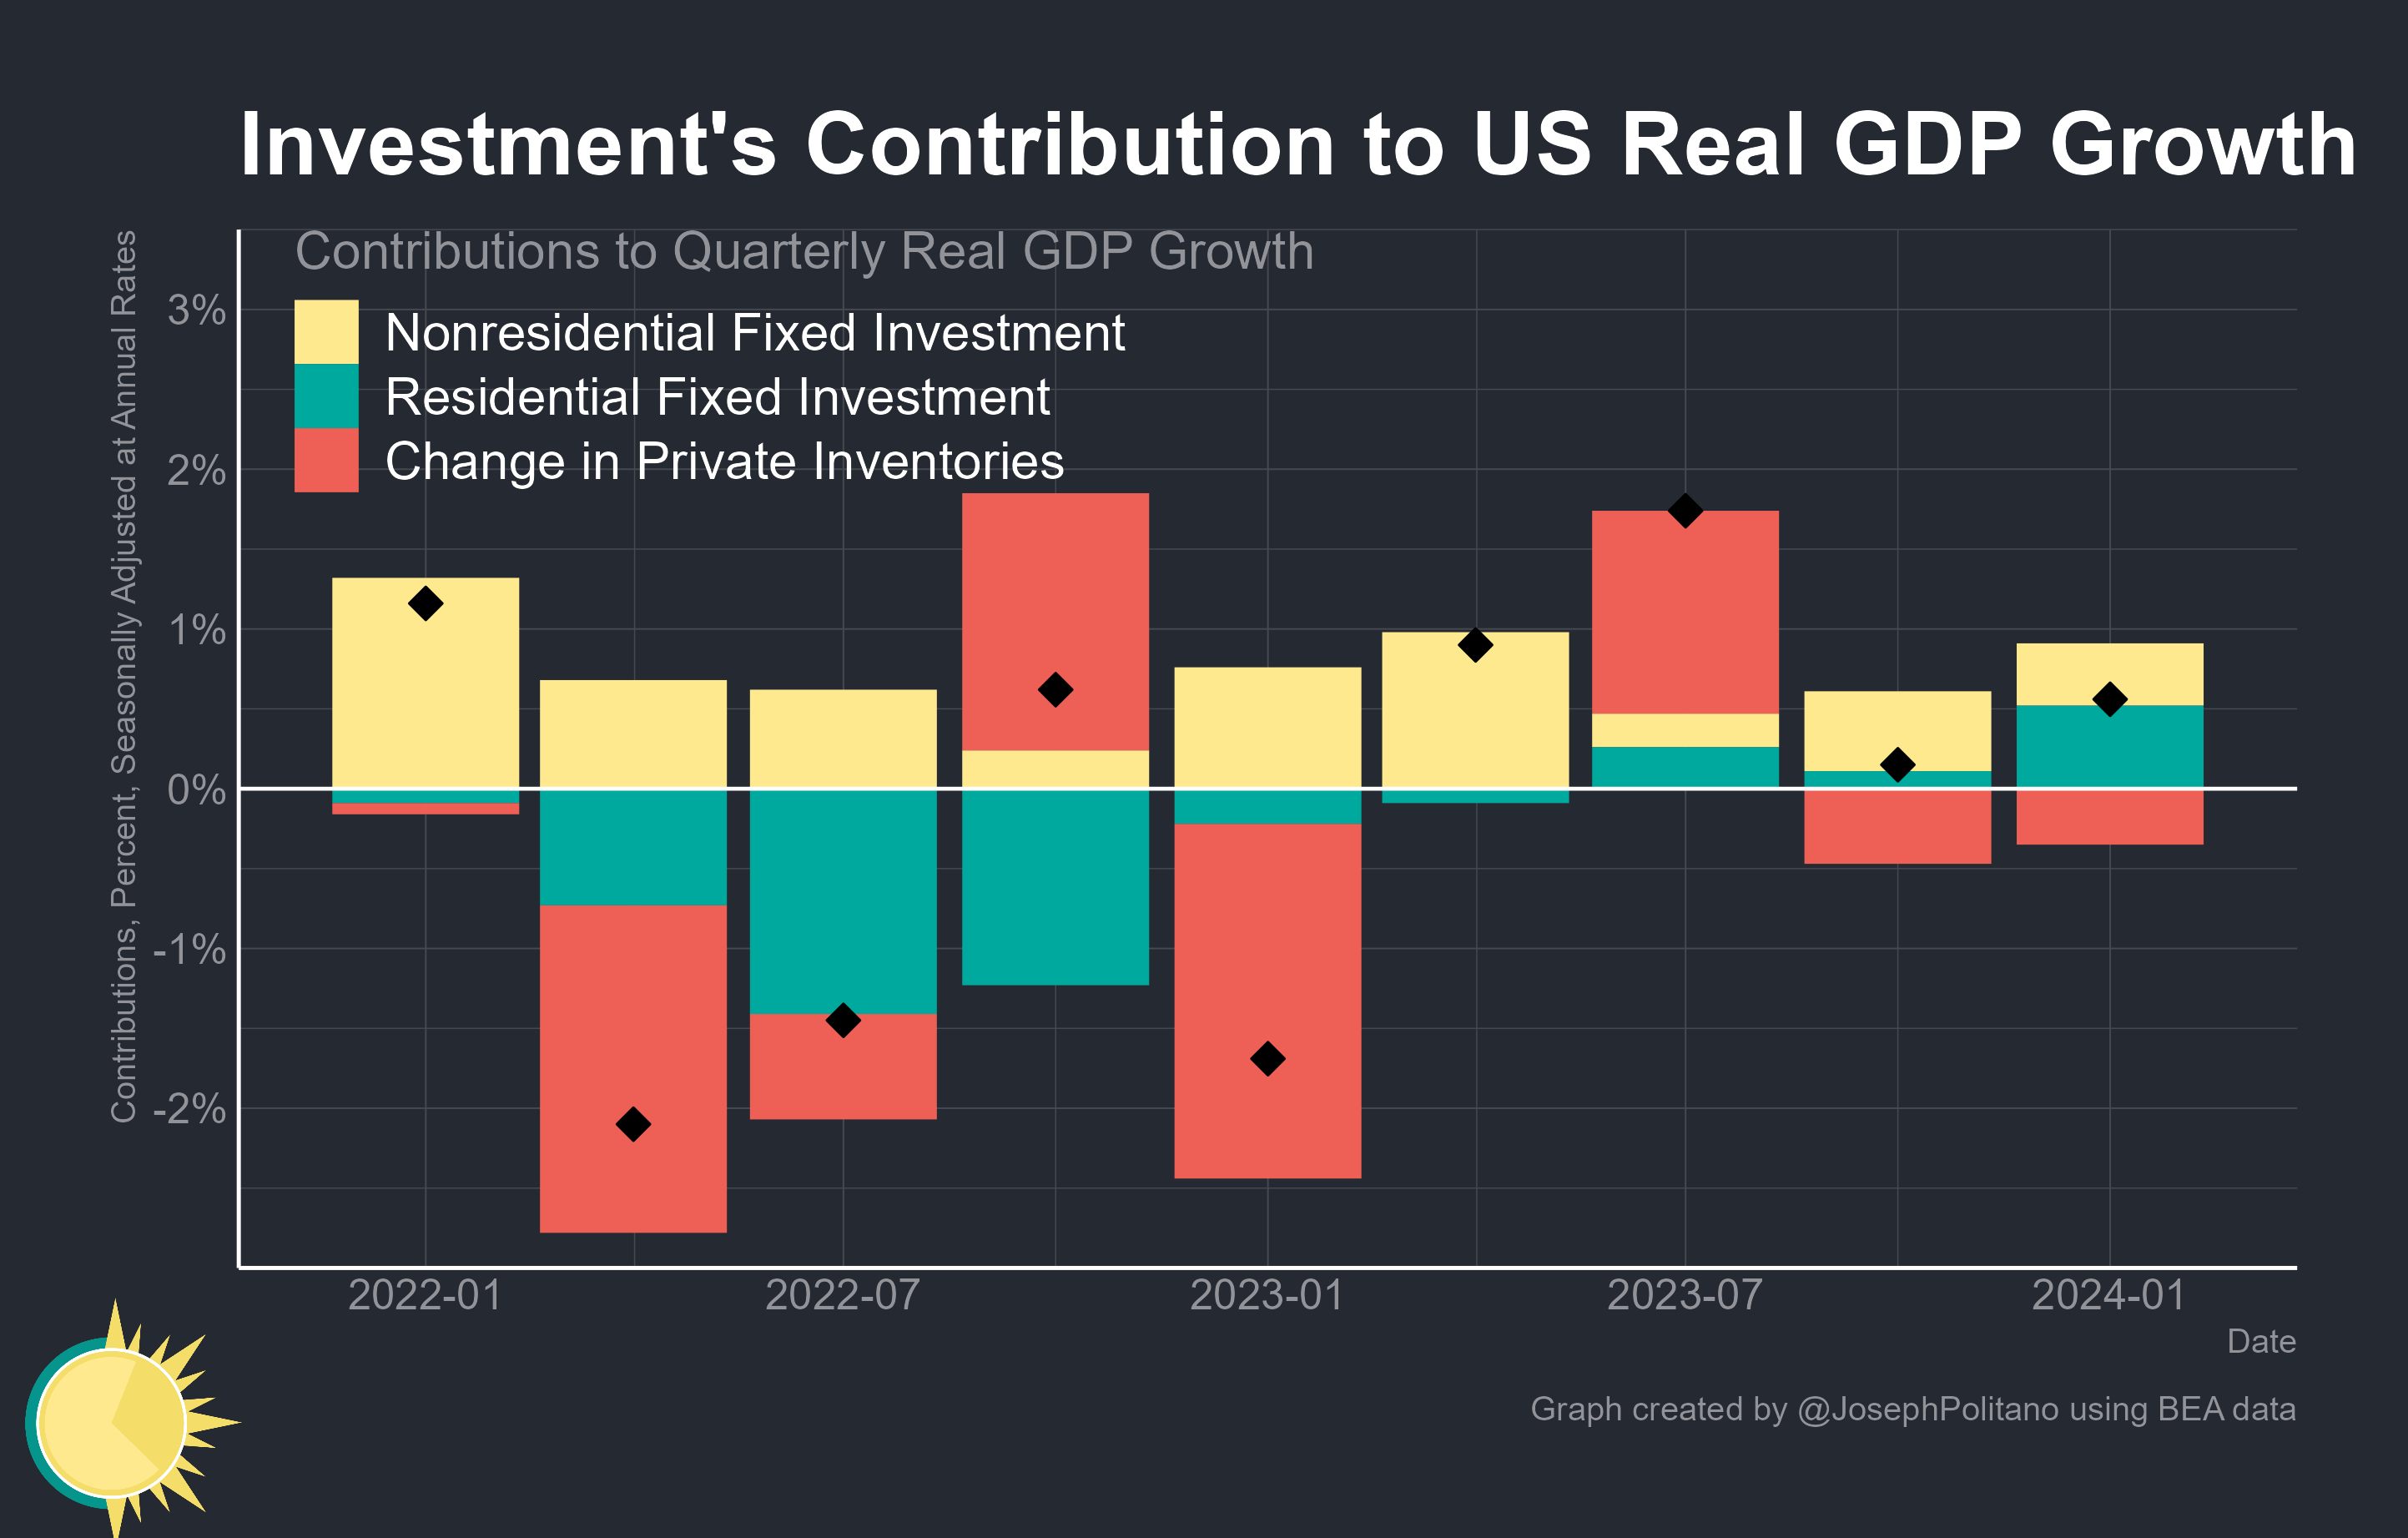 Investment's Contribution to US Real GDP Growth
Contributions to Quarterly Real GDP Growth
Nonresidential Fixed Investment
Residential Fixed Investment
Change in Private Inventories
Contributions, Percent, Seasonally Adjusted at Annual Rates
3%
2%
1%
0%
-1%
-2%
2022-01
2022-07
2023-01
2023-07
2024-01
Date
Graph created by @JosephPolitano using BEA data